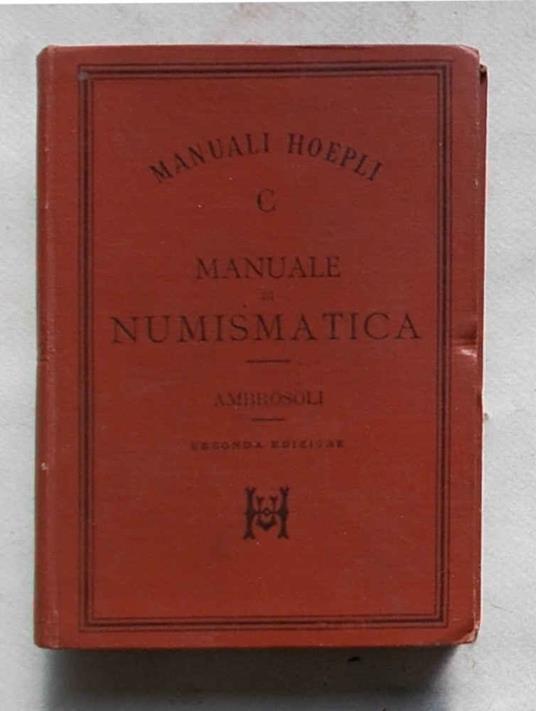 MANUALI HOEPLI
C
MANUALE
DI
NUMISMATICA
AMBROSOLI
SECONDA EDIZIONE